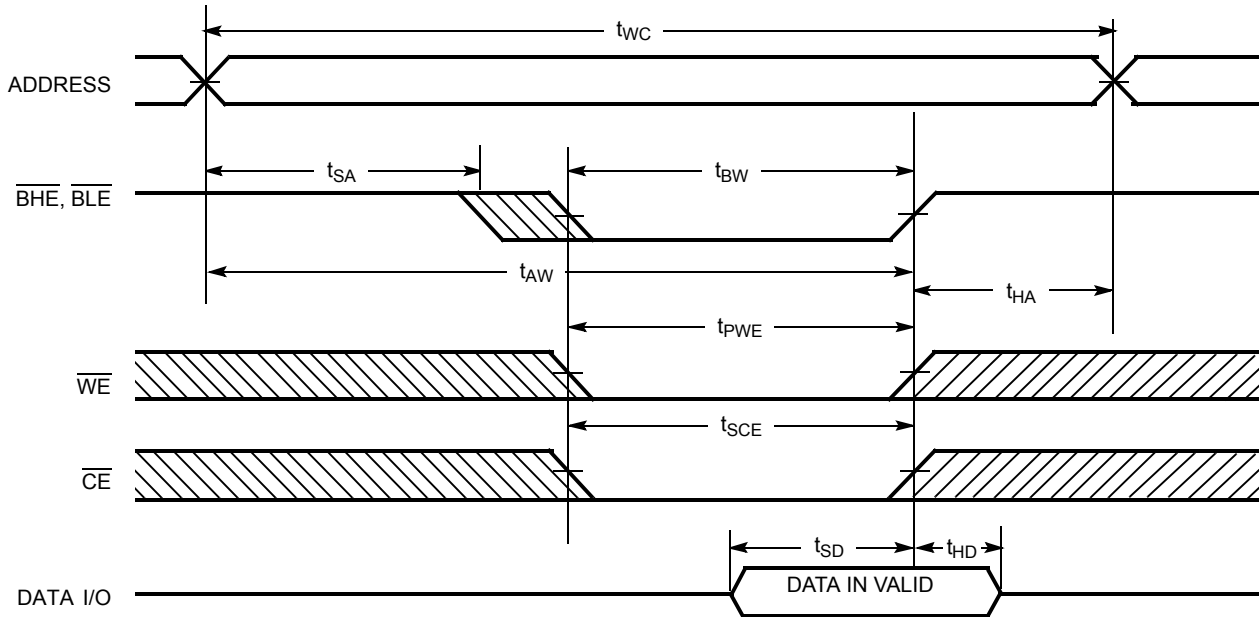 tWC
ADDRESS
tSA
tBW
BHE, BLE
tAW
tHA
tPWE
WE
tSCE
CE
tSD
tHD
DATA I/O
DATA IN VALID